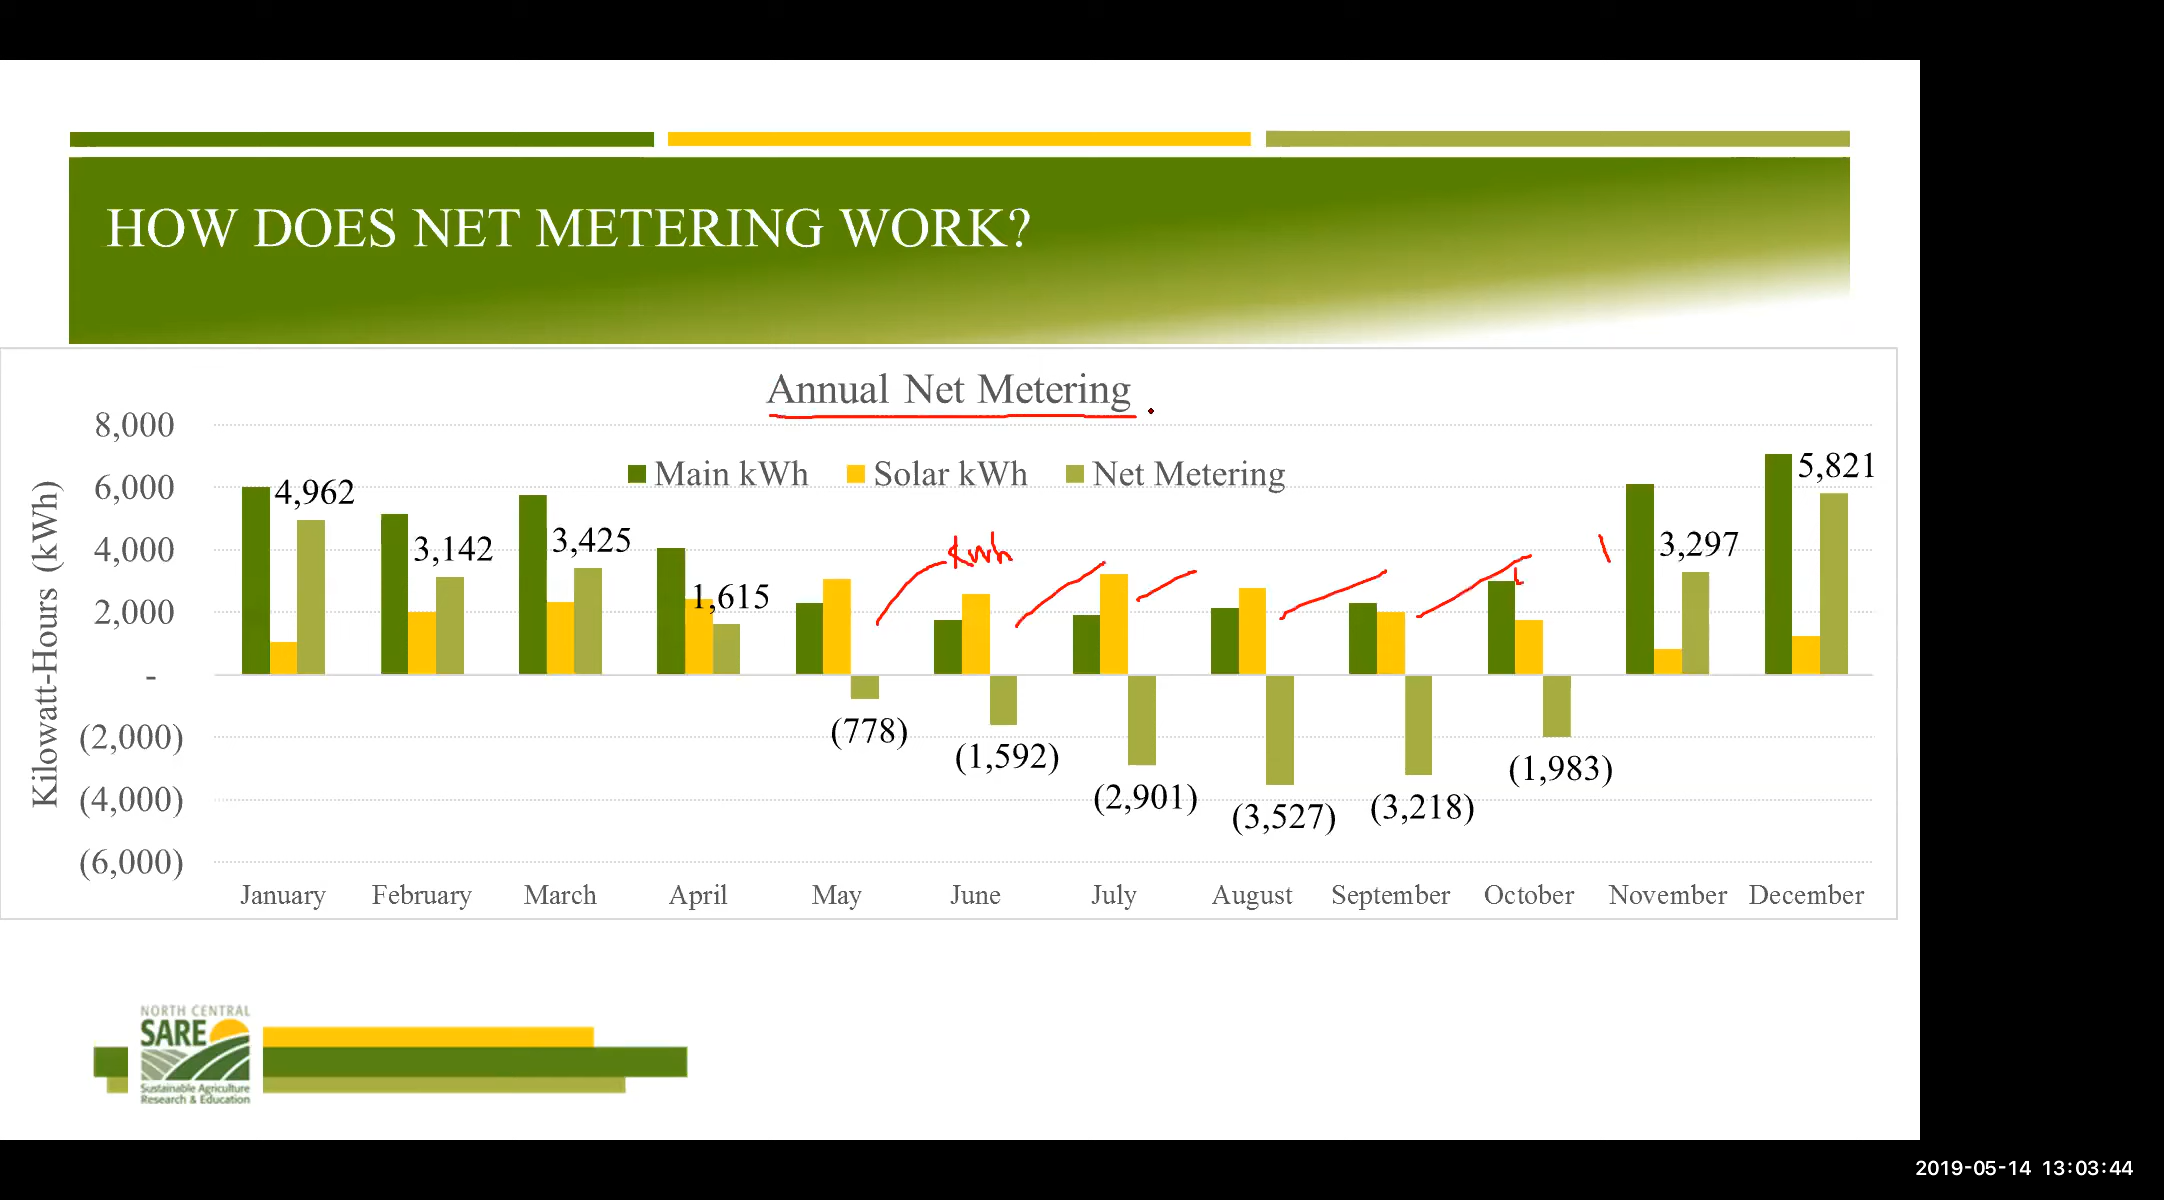 HOW DOES NET METERING WORK?
Annual Net Metering
Main kWh Solar kWh Net Metering
Kilowatt-Hours (kWh)
8,000
6,000
4,000
2,000
-
(2,000)
(4,000)
(6,000)
4,962
3,142
3,425
1,615
(778)
(1,592)
(2,901)
(3,527)
(3,218)
(1,983)
3,297
5,821
kWh
January February March April May June July August September October November December
NORTH CENTRAL
SARE
Sustainable Agriculture
Research & Education
2019-05-14 13:03:44